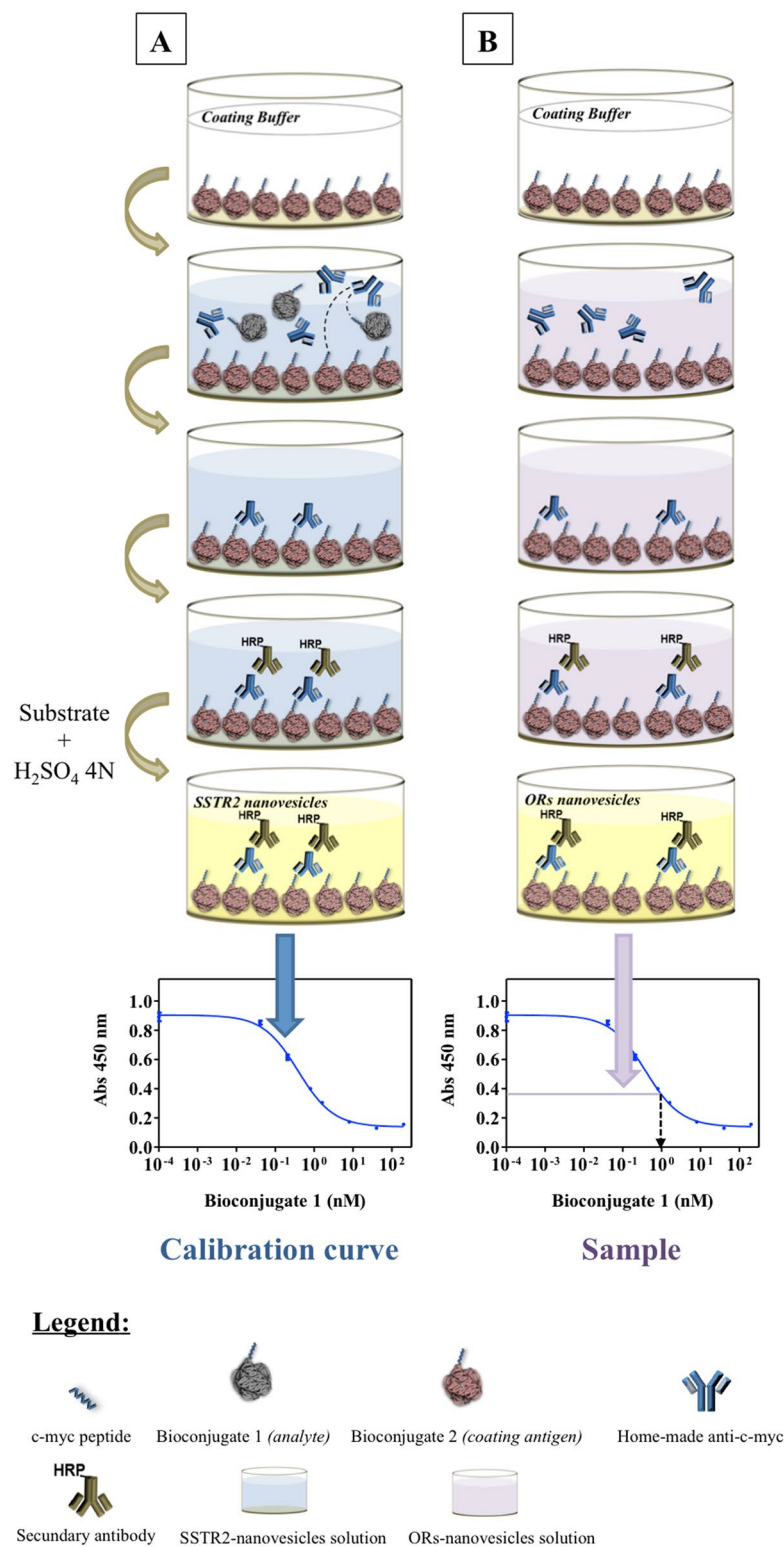 A
B
Coating Buffer
Coating Buffer
HRP
HRP
HRP
HRP
Substrate
+
H₂SO₄ 4N
SSTR2 nanovesicles
HRP
HRP
ORs nanovesicles
HRP
HRP
Abs 450 nm
1.0
0.8
0.6
0.4
0.2
0.0
10⁻⁴ 10⁻³ 10⁻² 10⁻¹ 10⁰ 10¹ 10²
Bioconjugate 1 (nM)
Calibration curve
Abs 450 nm
1.0
0.8
0.6
0.4
0.2
0.0
10⁻⁴ 10⁻³ 10⁻² 10⁻¹ 10⁰ 10¹ 10²
Bioconjugate 1 (nM)
Sample
Legend:
c-myc peptide
Bioconjugate 1 (analyte)
Bioconjugate 2 (coating antigen)
Home-made anti-c-myc
HRP
Secundary antibody
SSTR2-nanovesicles solution
ORs-nanovesicles solution